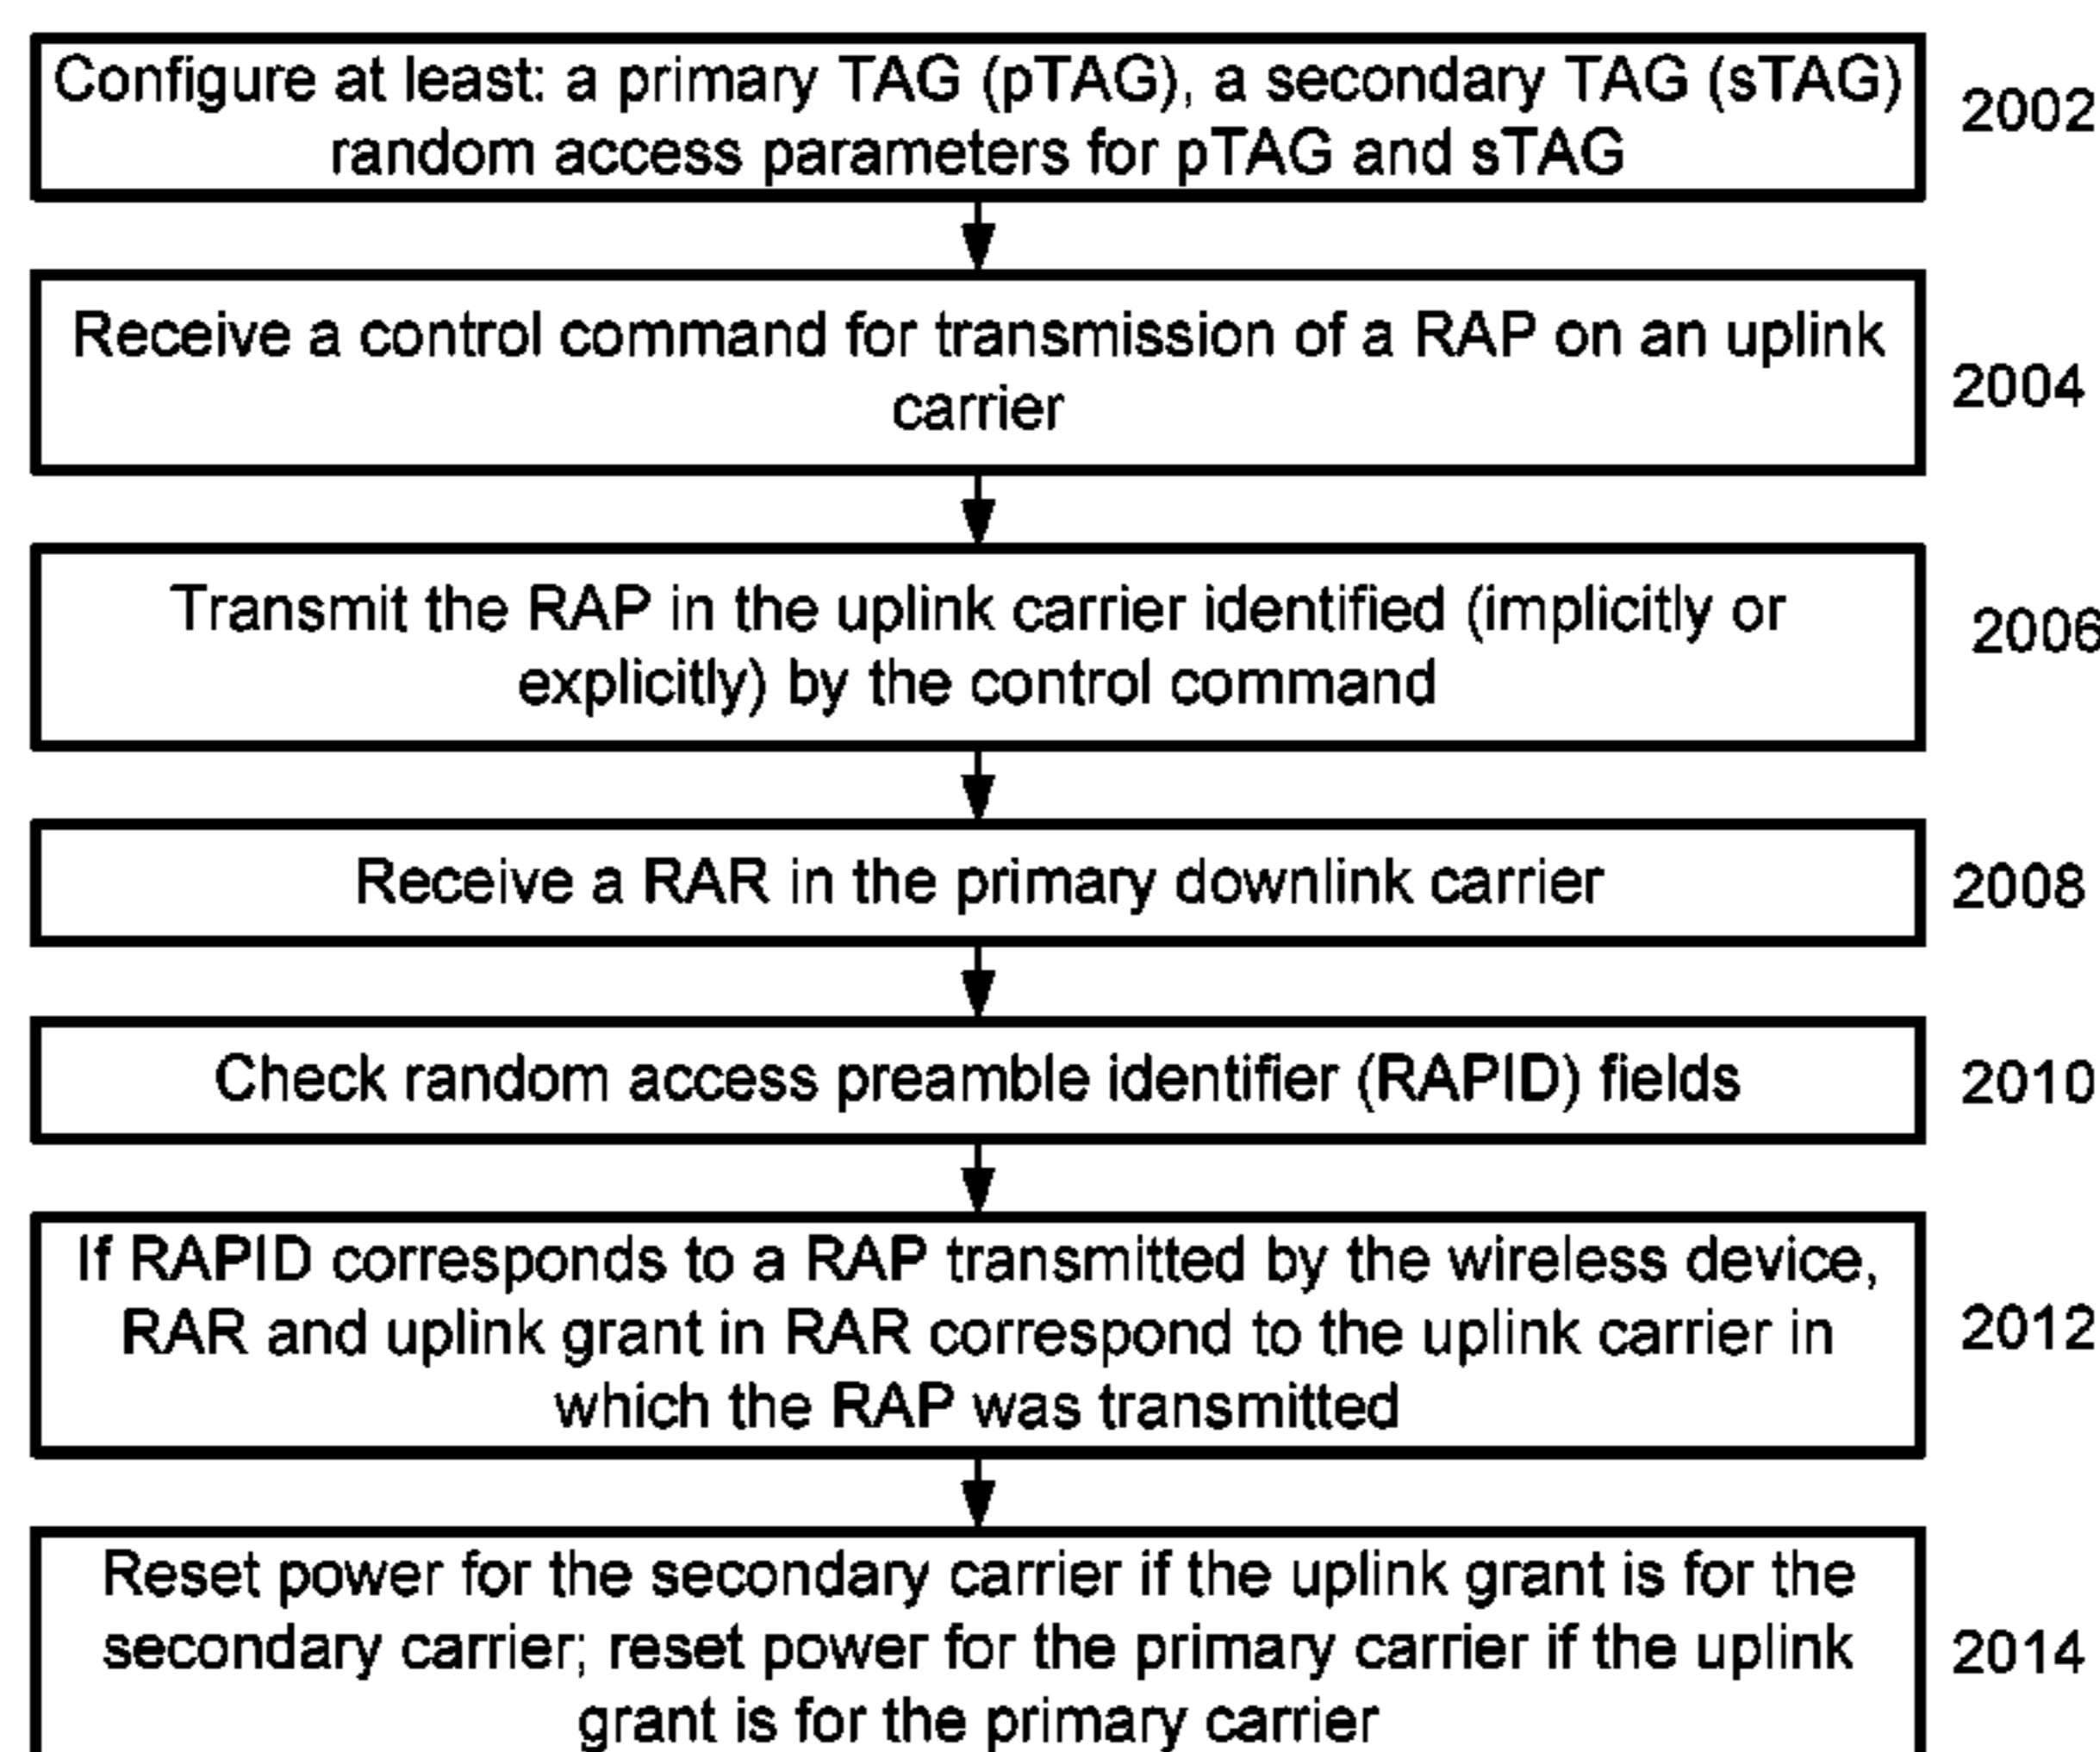 Configure at least: a primary TAG (pTAG), a secondary TAG (sTAG)
random access parameters for pTAG and sTAG
2002
Receive a control command for transmission of a RAP on an uplink
carrier
2004
Transmit the RAP in the uplink carrier identified (implicitly or
explicitly) by the control command
2006
Receive a RAR in the primary downlink carrier
2008
Check random access preamble identifier (RAPID) fields
2010
If RAPID corresponds to a RAP transmitted by the wireless device,
RAR and uplink grant in RAR correspond to the uplink carrier in
which the RAP was transmitted
2012
Reset power for the secondary carrier if the uplink grant is for the
secondary carrier; reset power for the primary carrier if the uplink
grant is for the primary carrier
2014